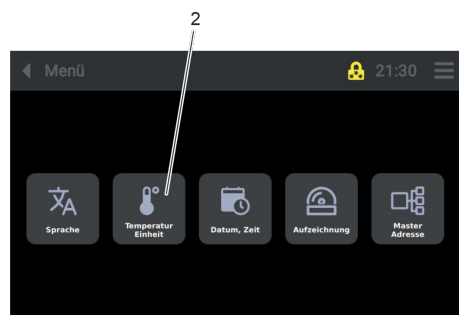 2
Menü
21:30
Sprache
Temperatur
Einheit
Datum, Zeit
Aufzeichnung
Master
Adresse